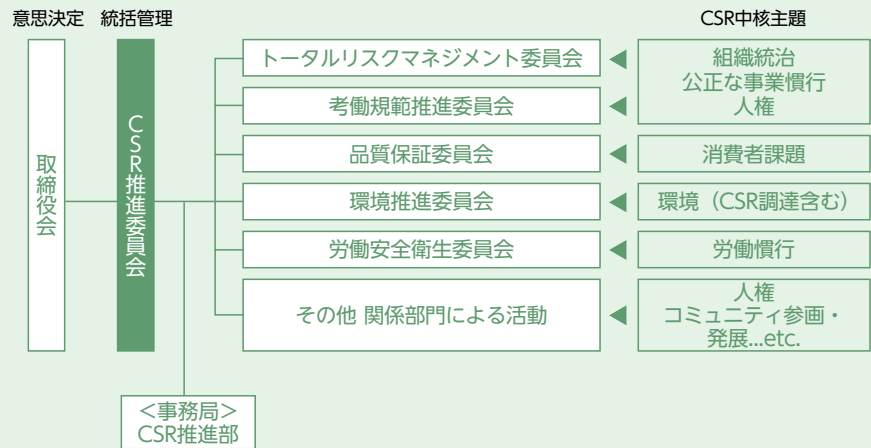 意思決定 統括管理 CSR中核主題
取締役会
CSR推進委員会
トータルリスクマネジメント委員会
考働規範推進委員会
品質保証委員会
環境推進委員会
労働安全衛生委員会
その他 関係部門による活動
組織統治
公正な事業慣行
人権
消費者課題
環境（CSR調達含む）
労働慣行
人権
コミュニティ参画・
発展...etc.
＜事務局＞
CSR推進部